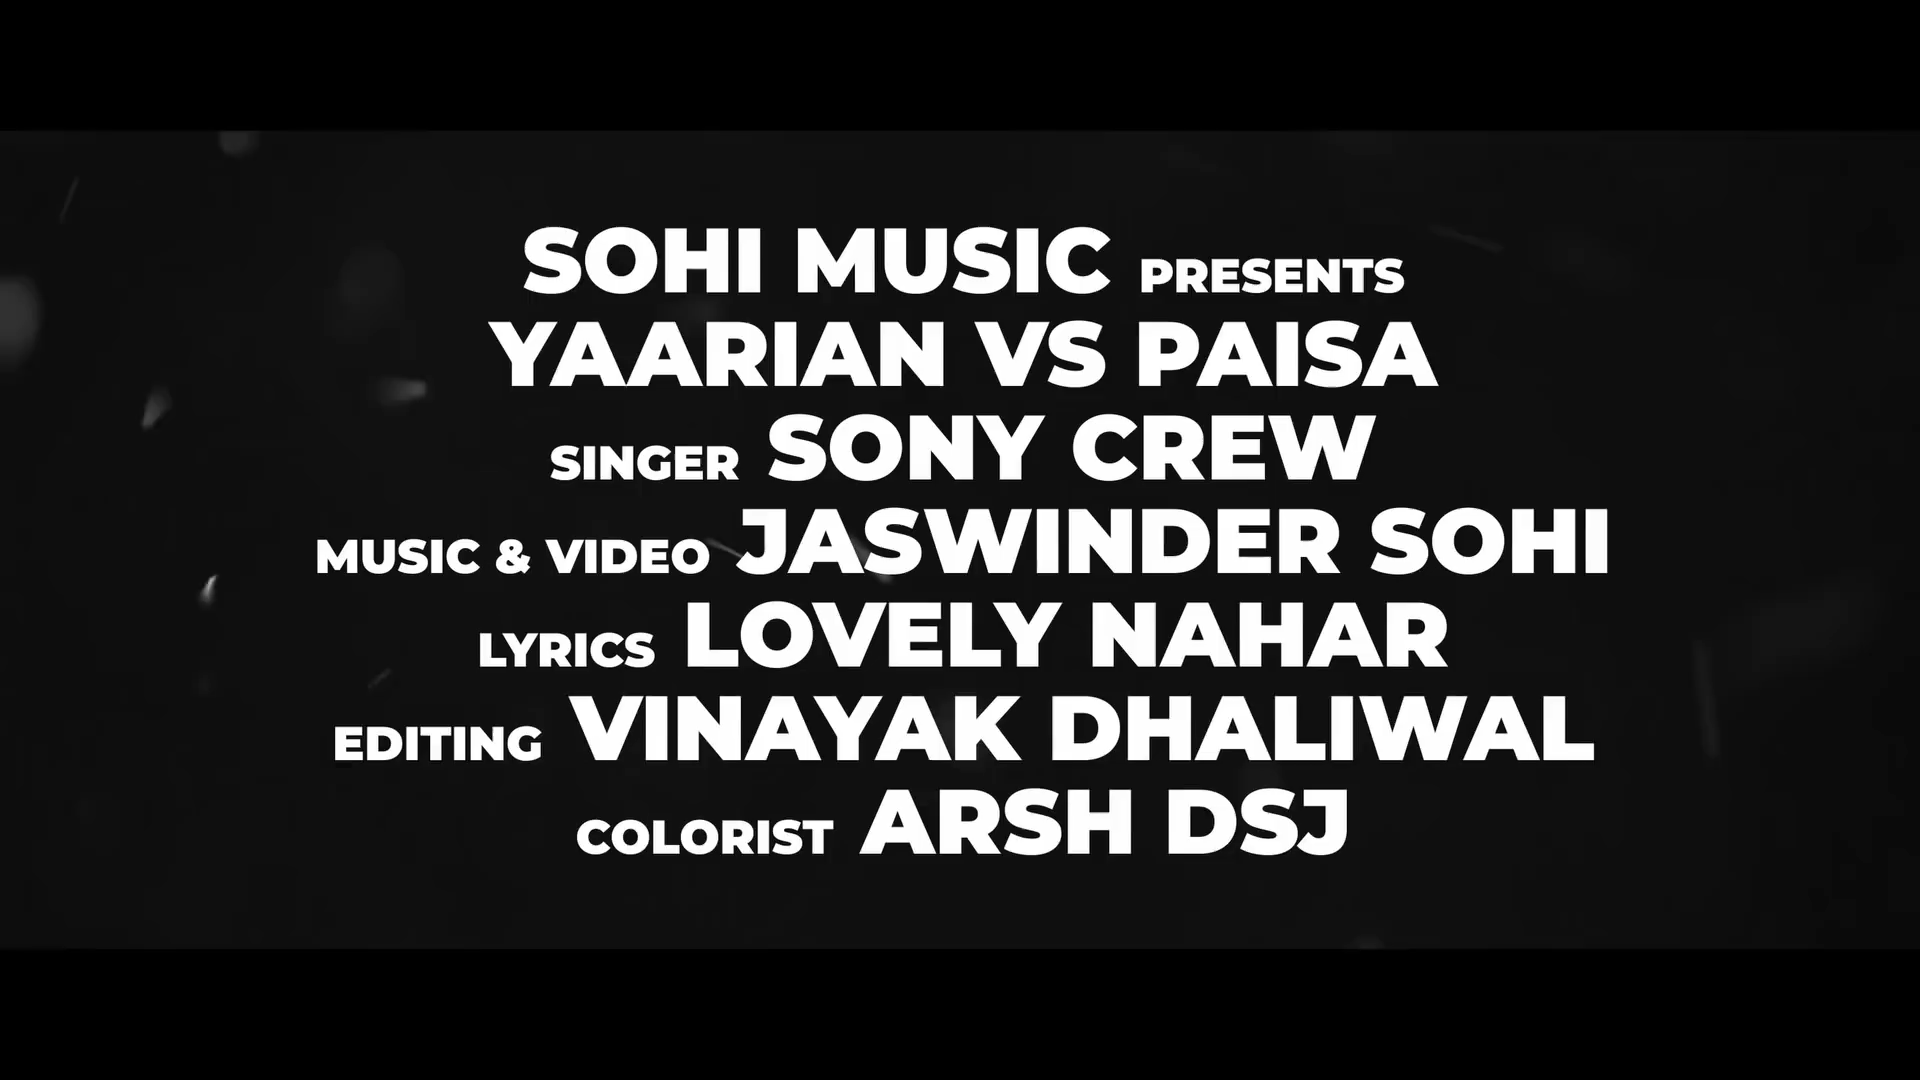 SOHI MUSIC PRESENTS
YAARIAN VS PAISA
SINGER SONY CREW
MUSIC & VIDEO JASWINDER SOHI
LYRICS LOVELY NAHAR
EDITING VINAYAK DHALIWAL
COLORIST ARSH DSJ